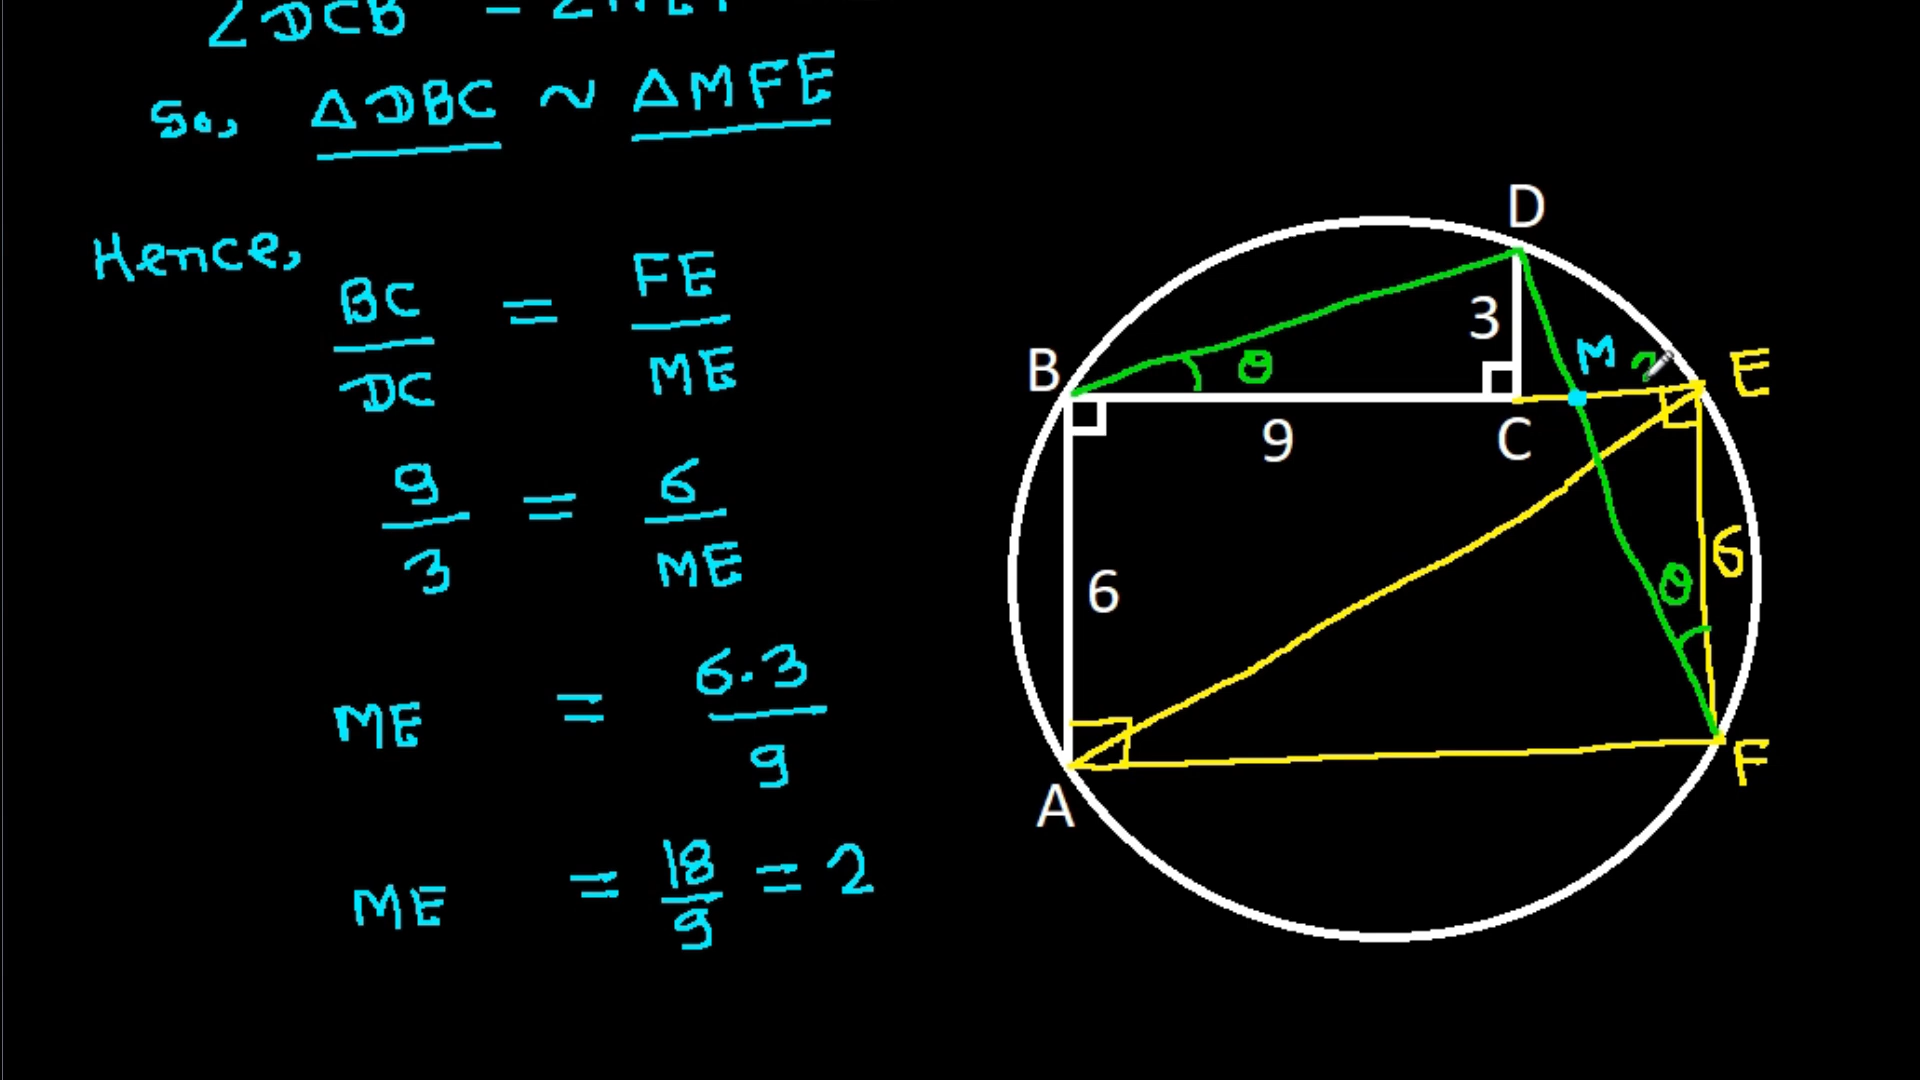 ∠DCB =
So, ΔDBC ~ ΔMFE
Hence,
BC/DC = FE/ME
9/3 = 6/ME
ME = 6·3/9
ME = 18/9 = 2
D
3
M
E
B
θ
9
C
6
6
θ
A
F